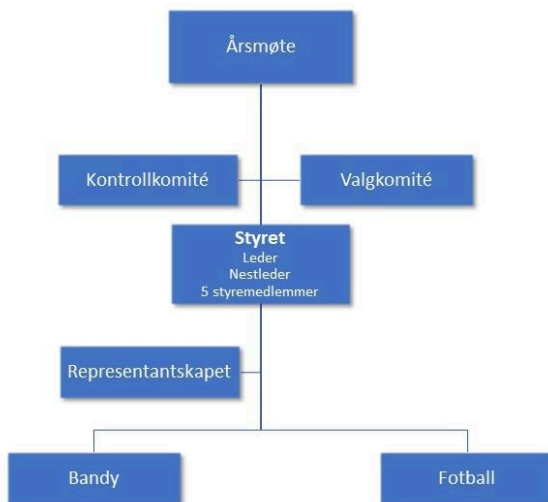 Årsmøte
Kontrollkomité
Valgkomité
Styret
Leder
Nestleder
5 styremedlemmer
Representantskapet
Bandy
Fotball